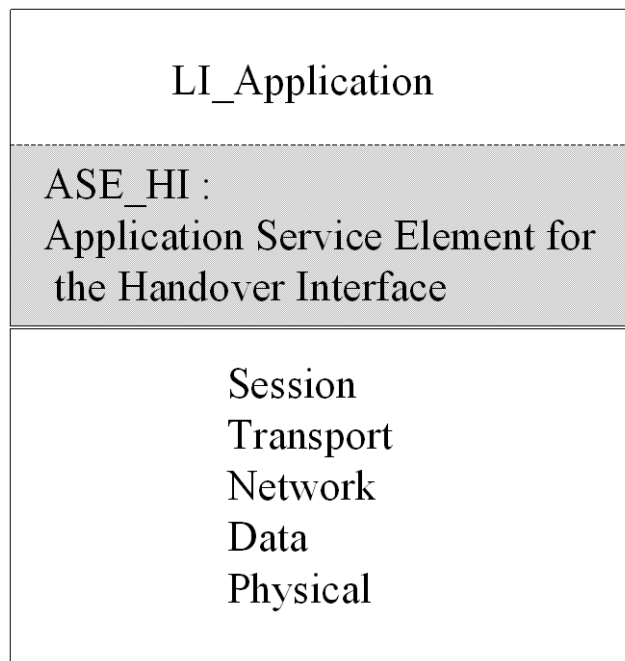 LI_Application
ASE_HI :
Application Service Element for
the Handover Interface
Session
Transport
Network
Data
Physical